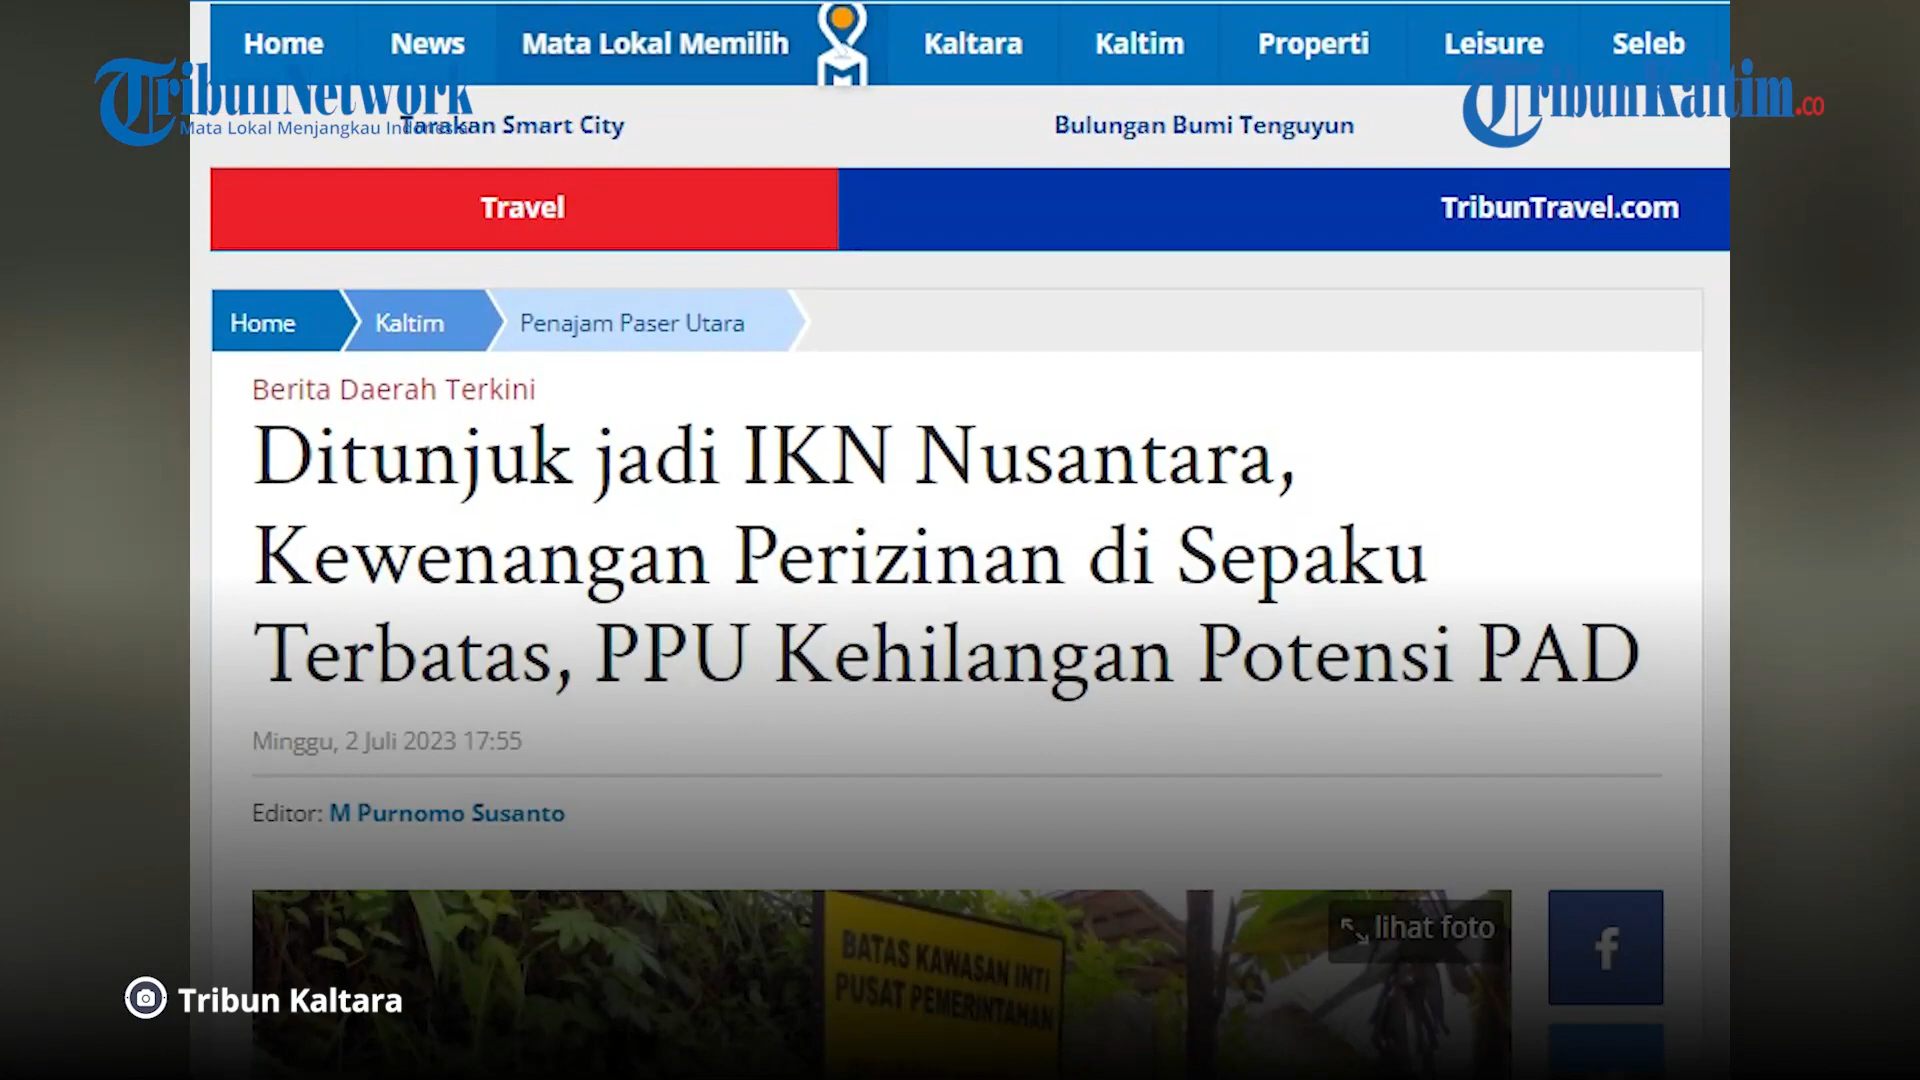 Home News Mata Lokal Memilih Kaltara Kaltim Properti Leisure Seleb
TribunNetwork
Mata Lokal Menjangkau Indonesia
Tarakan Smart City Bulungan Bumi Tenguyun
TribunKaltim.co
Travel TribunTravel.com
Home Kaltim Penajam Paser Utara
Berita Daerah Terkini
Ditunjuk jadi IKN Nusantara,
Kewenangan Perizinan di Sepaku
Terbatas, PPU Kehilangan Potensi PAD
Minggu, 2 Juli 2023 17:55
Editor: M Purnomo Susanto
lihat foto
f
BATAS KAWASAN INTI
PUSAT PEMERINTAHAN
Tribun Kaltara